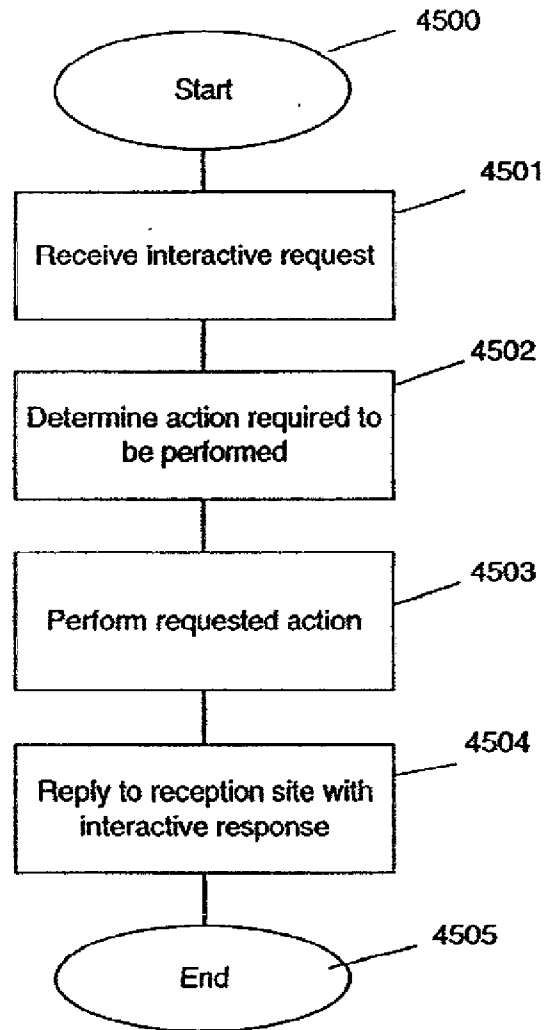 4500
Start
4501
Receive interactive request
4502
Determine action required to
be performed
4503
Perform requested action
4504
Reply to reception site with
interactive response
4505
End